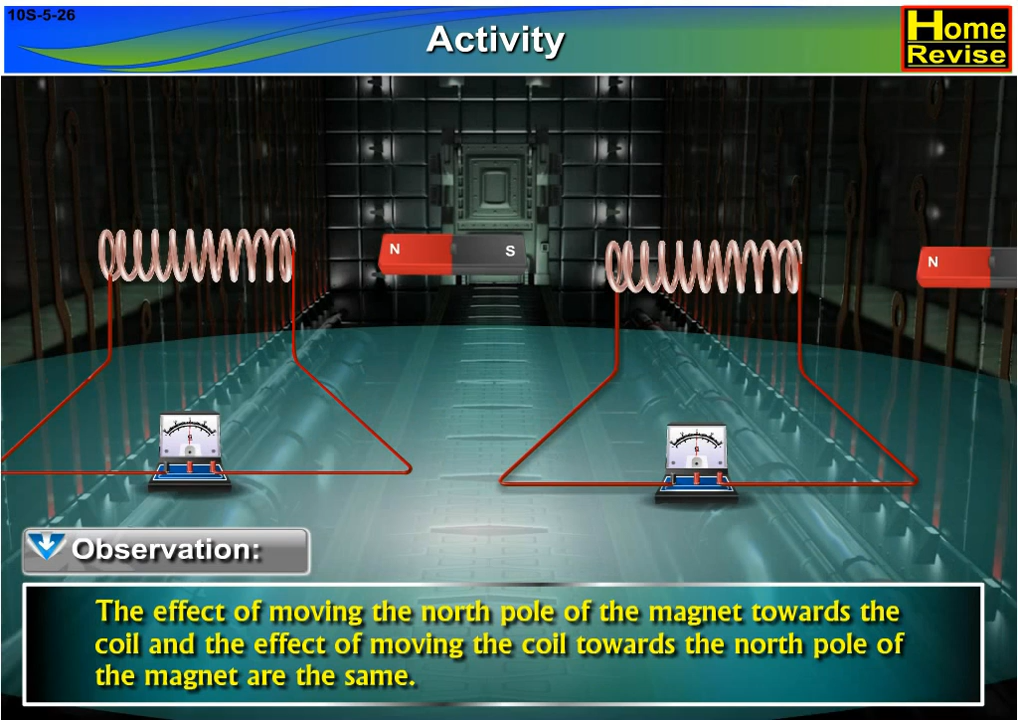 10S-5-26
Activity
Home
Revise
N
S
N
Observation:
The effect of moving the north pole of the magnet towards the
coil and the effect of moving the coil towards the north pole of
the magnet are the same.